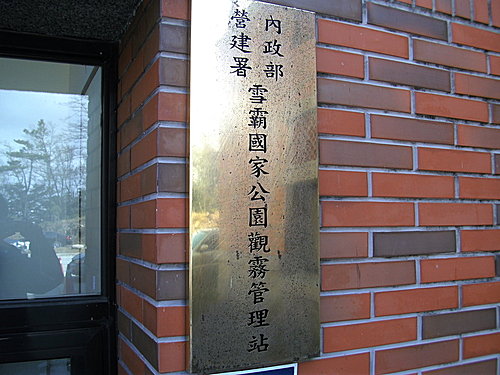 內政部
營建署
雪霸國家公園觀霧管理站